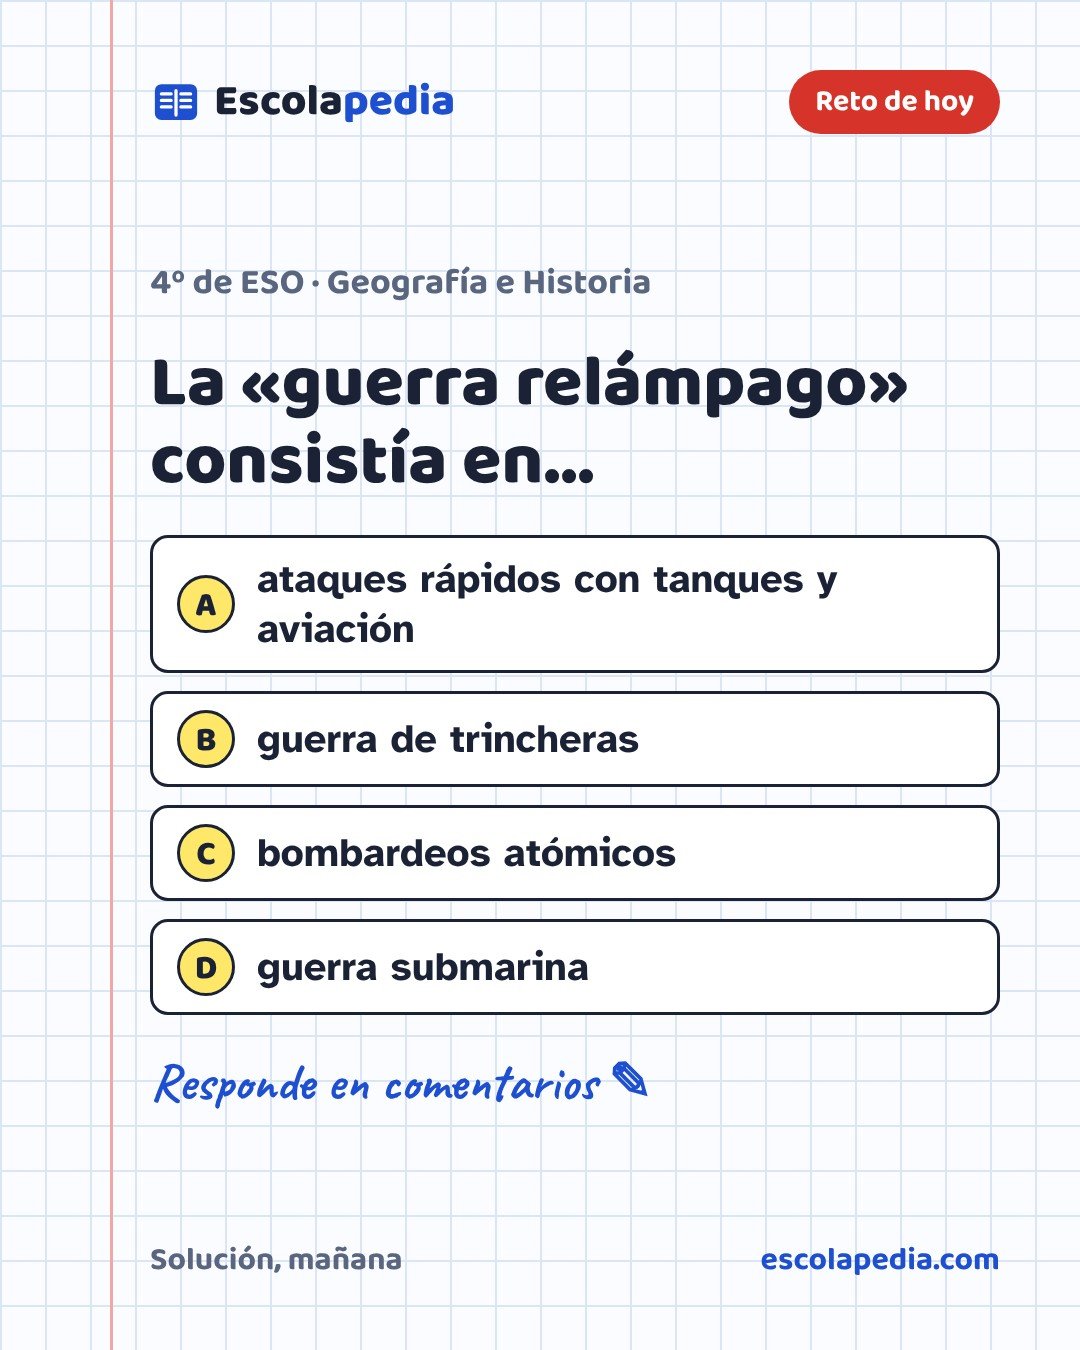 Escolapedia
Reto de hoy
4º de ESO · Geografía e Historia
La «guerra relámpago»
consistía en...
A
ataques rápidos con tanques y
aviación
B
guerra de trincheras
C
bombardeos atómicos
D
guerra submarina
Responde en comentarios ✎
Solución, mañana
escolapedia.com